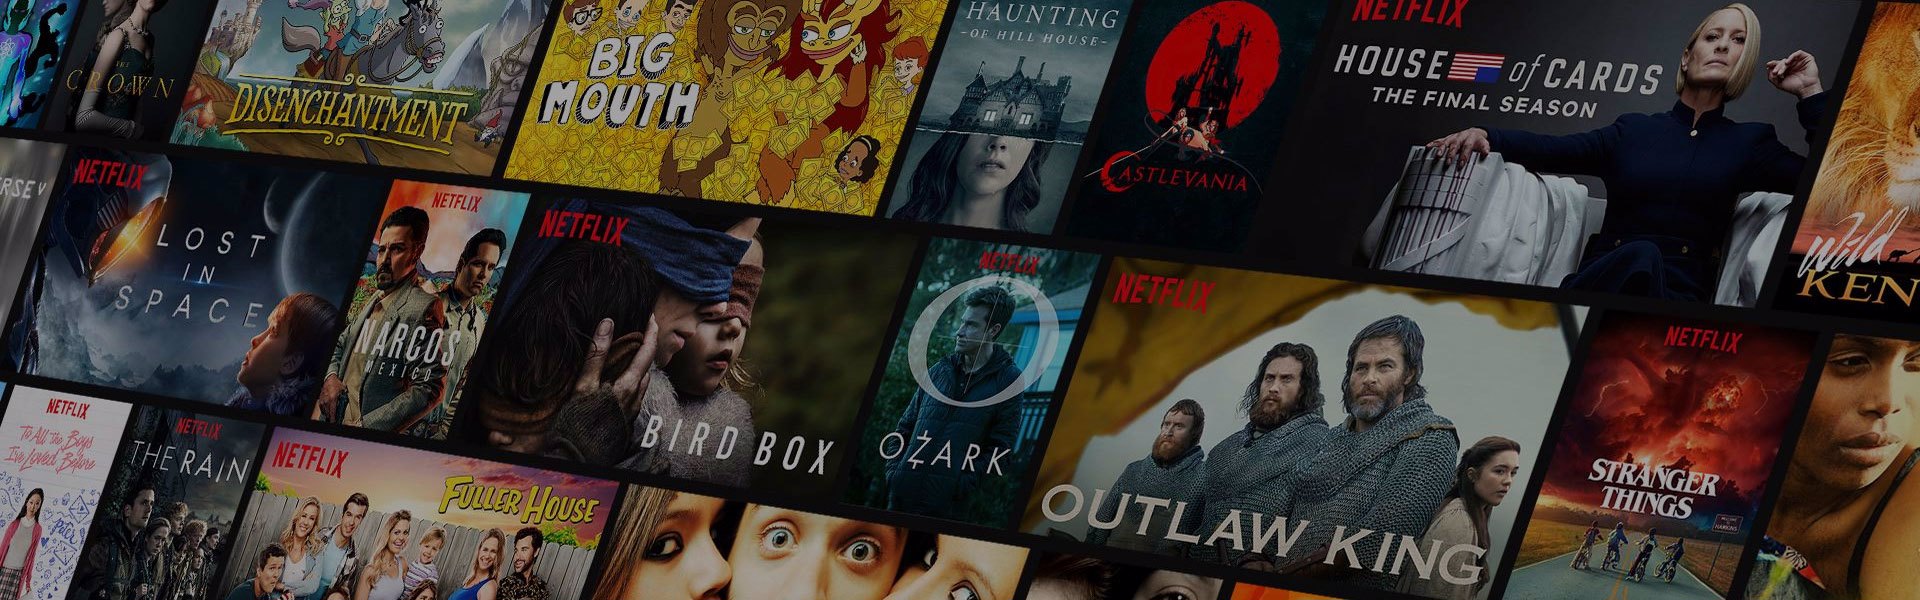 THE
CROWN
DISENCHANTMENT
BIG
MOUTH
HAUNTING
-OF HILL HOUSE-
CASTLEVANIA
NETFLIX
HOUSE of CARDS
THE FINAL SEASON
NETFLIX
LOST
IN
SPACE
NETFLIX
NARCOS
MEXICO
NETFLIX
BIRD BOX
NETFLIX
OZARK
NETFLIX
OUTLAW KING
NETFLIX
STRANGER
THINGS
Wild
KEN
NETFLIX
To All the Boys
I've Loved Before
NETFLIX
THE RAIN
NETFLIX
FULLER HOUSE